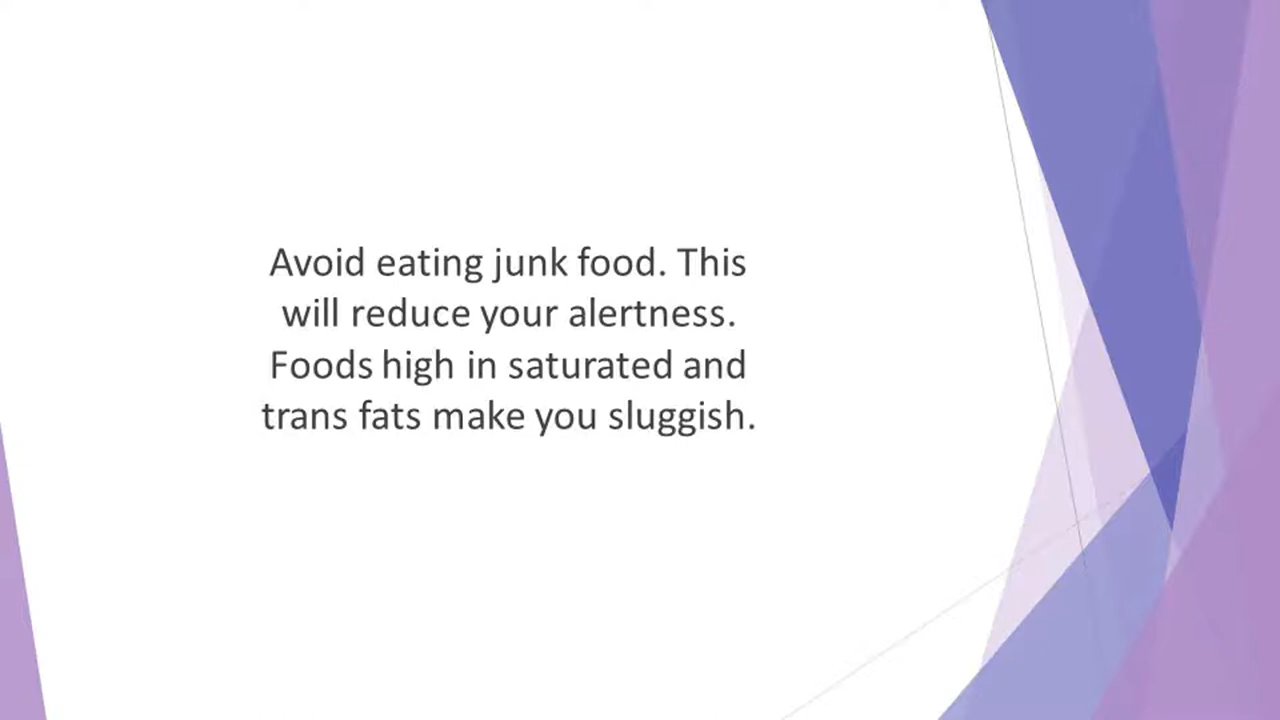 Avoid eating junk food. This
will reduce your alertness.
Foods high in saturated and
trans fats make you sluggish.